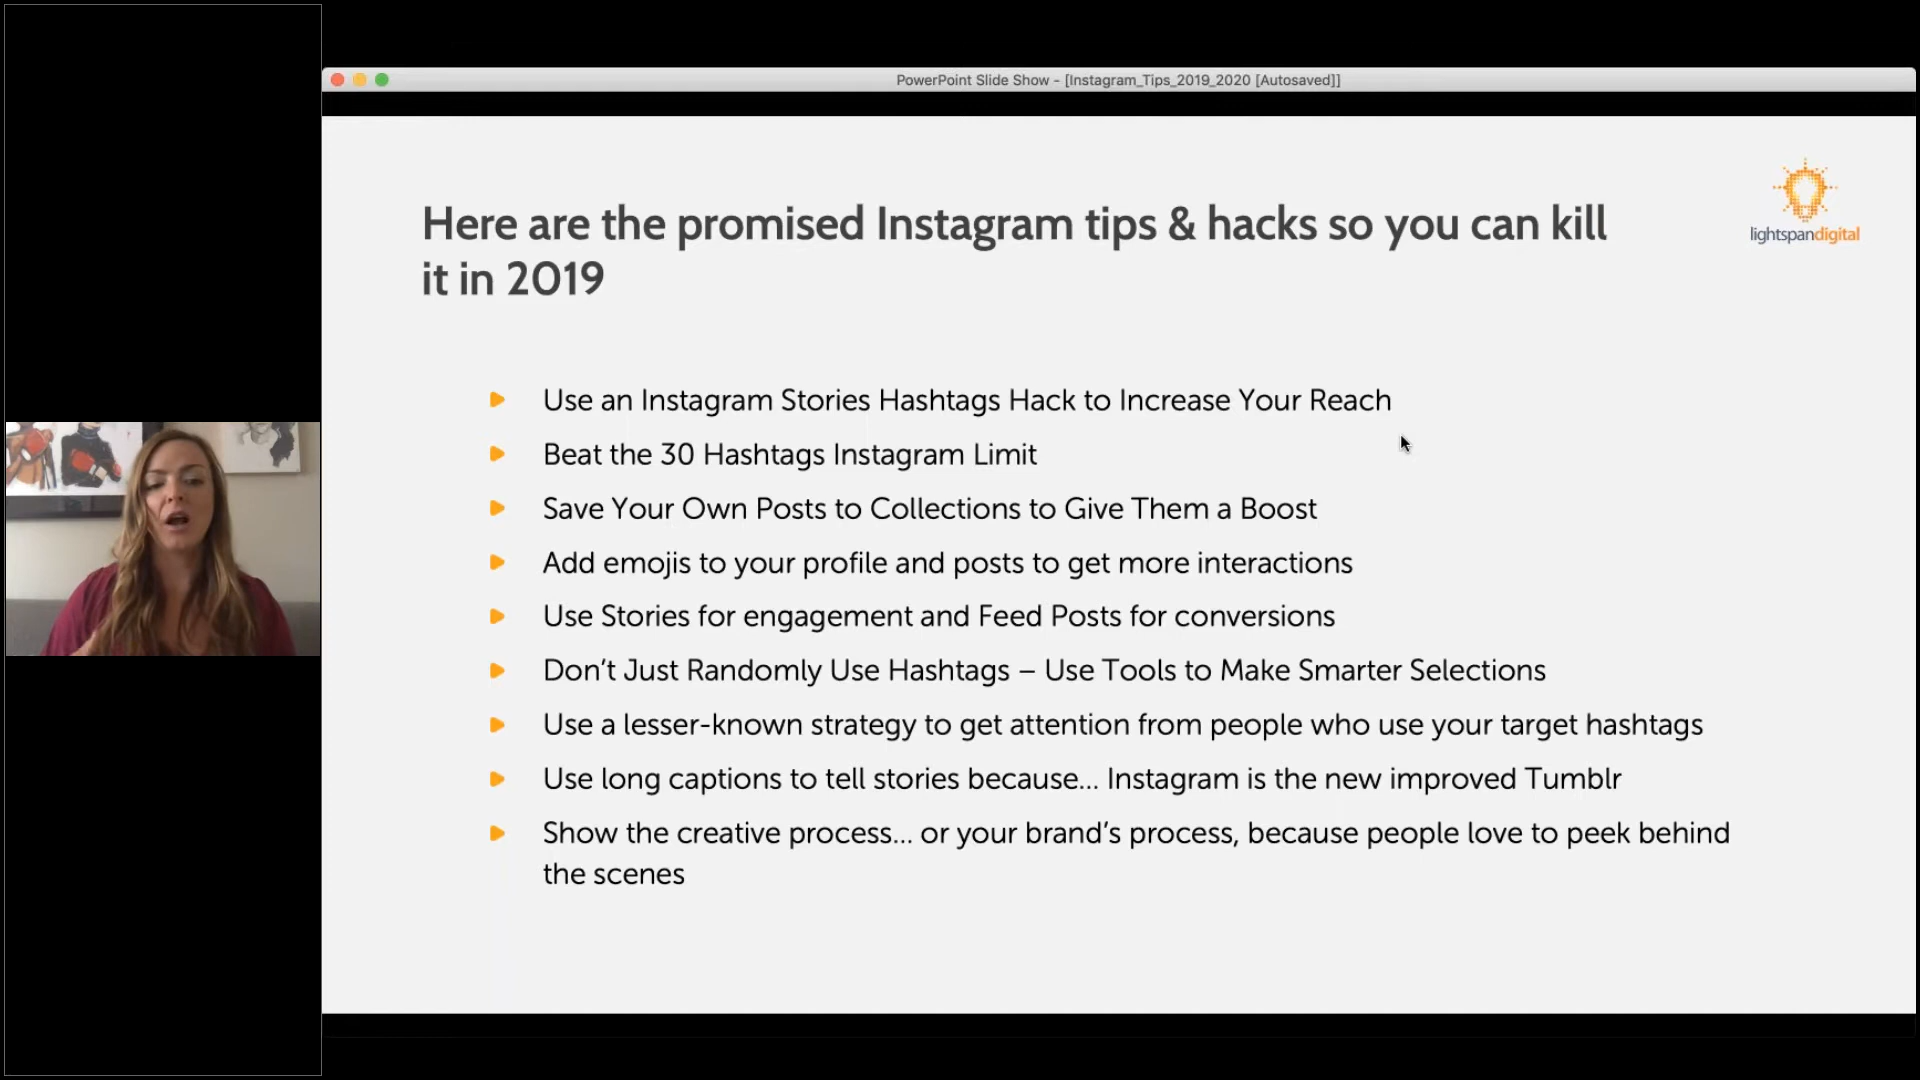 PowerPoint Slide Show - [Instagram_Tips_2019_2020 [Autosaved]]
Here are the promised Instagram tips & hacks so you can kill
it in 2019
lightspandigital
Use an Instagram Stories Hashtags Hack to Increase Your Reach
Beat the 30 Hashtags Instagram Limit
Save Your Own Posts to Collections to Give Them a Boost
Add emojis to your profile and posts to get more interactions
Use Stories for engagement and Feed Posts for conversions
Don’t Just Randomly Use Hashtags – Use Tools to Make Smarter Selections
Use a lesser-known strategy to get attention from people who use your target hashtags
Use long captions to tell stories because... Instagram is the new improved Tumblr
Show the creative process... or your brand’s process, because people love to peek behind
the scenes